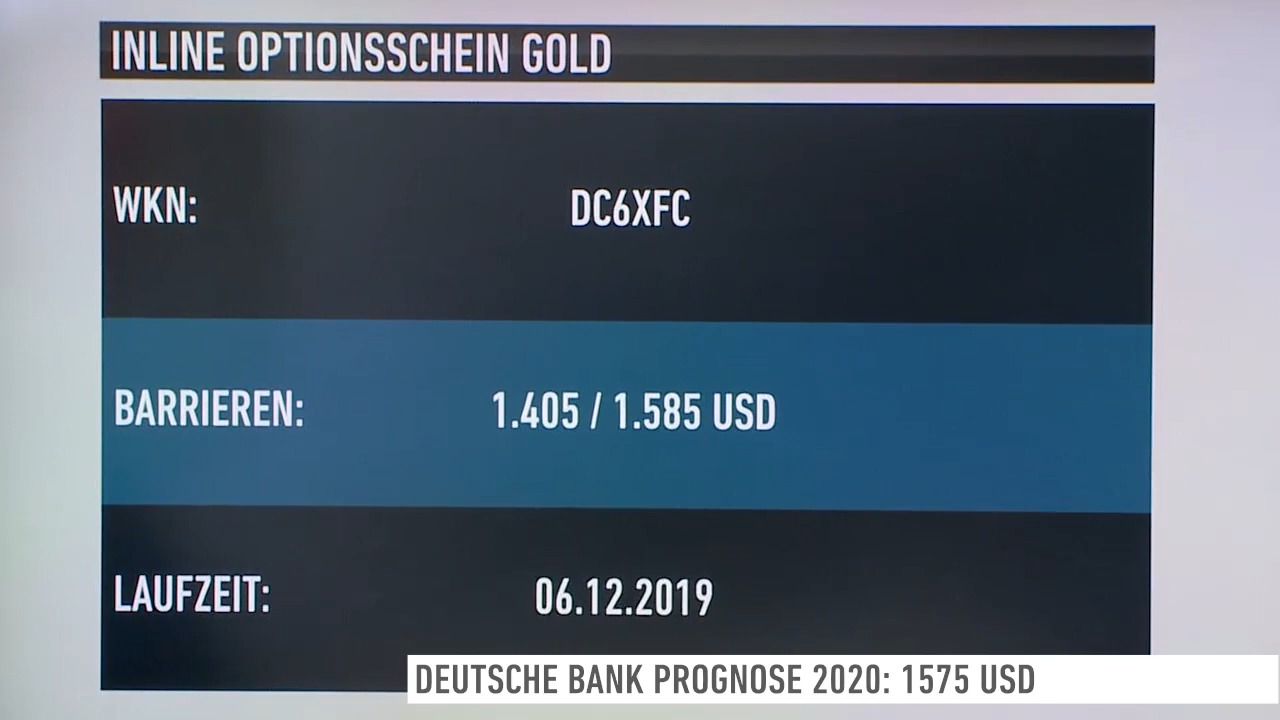 INLINE OPTIONSSCHEIN GOLD
WKN: DC6XFC
BARRIEREN: 1.405 / 1.585 USD
LAUFZEIT: 06.12.2019
DEUTSCHE BANK PROGNOSE 2020: 1575 USD